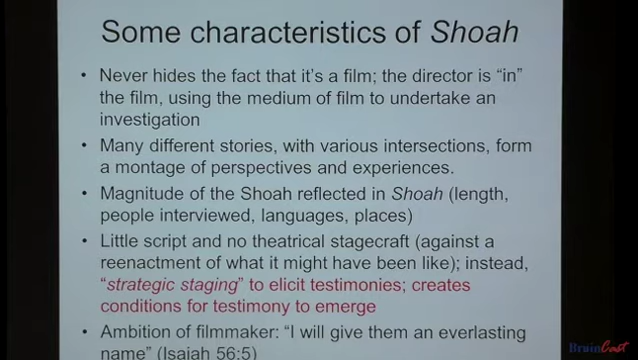 Some characteristics of Shoah
• Never hides the fact that it's a film; the director is "in"
the film, using the medium of film to undertake an
investigation
• Many different stories, with various intersections, form
a montage of perspectives and experiences.
• Magnitude of the Shoah reflected in Shoah (length,
people interviewed, languages, places)
• Little script and no theatrical stagecraft (against a
reenactment of what it might have been like); instead,
"strategic staging" to elicit testimonies; creates
conditions for testimony to emerge
• Ambition of filmmaker: "I will give them an everlasting
name" (Isaiah 56:5)
BruinCast